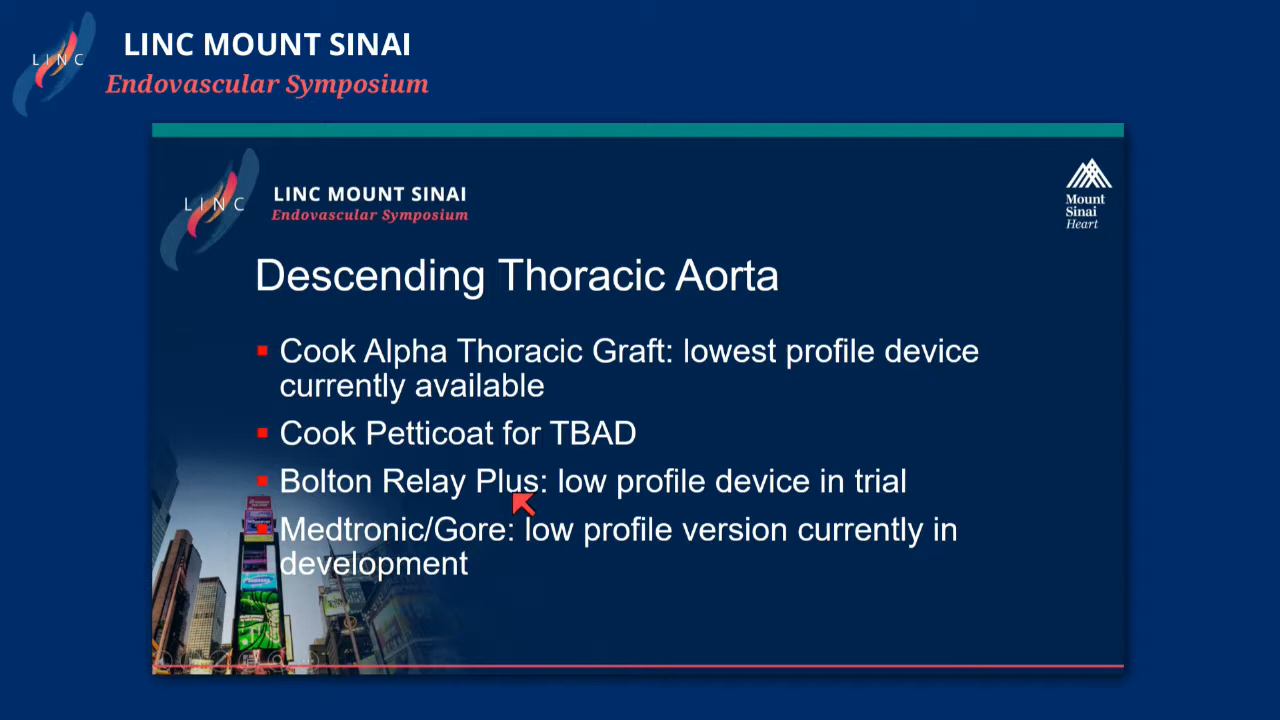 LINC
LINC MOUNT SINAI
Endovascular Symposium
LINC
LINC MOUNT SINAI
Endovascular Symposium
Mount
Sinai
Heart
Descending Thoracic Aorta
Cook Alpha Thoracic Graft: lowest profile device
currently available
Cook Petticoat for TBAD
Bolton Relay Plus: low profile device in trial
Medtronic/Gore: low profile version currently in
development